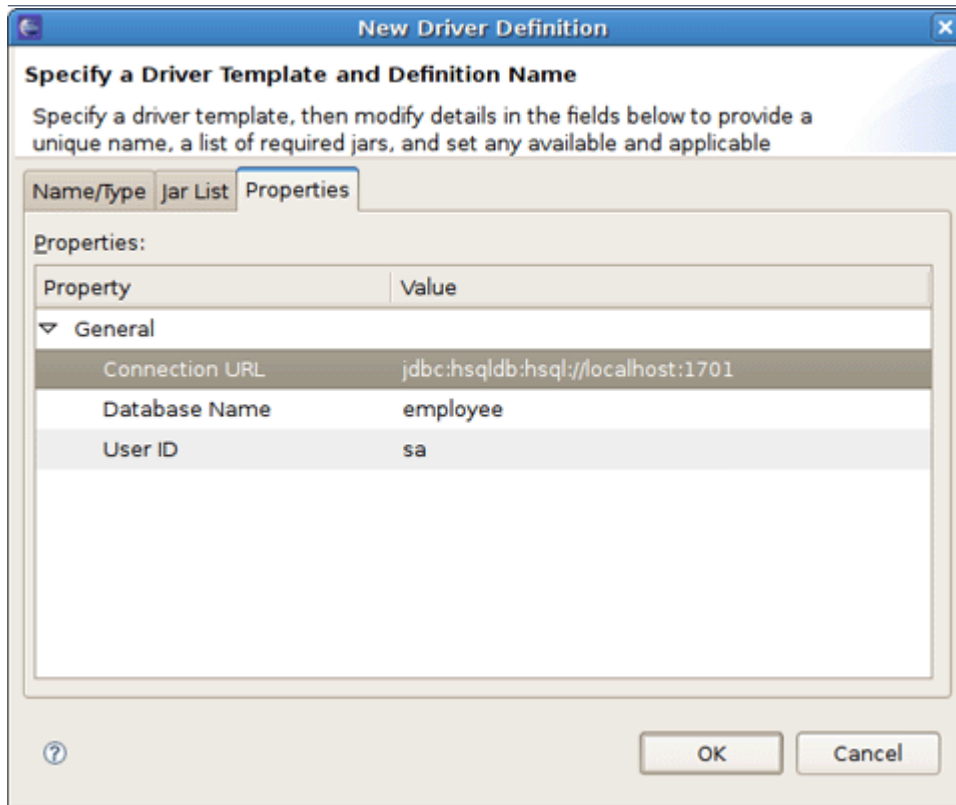 New Driver Definition
Specify a Driver Template and Definition Name
Specify a driver template, then modify details in the fields below to provide a
unique name, a list of required jars, and set any available and applicable
Name/Type Jar List Properties
Properties:
Property Value
General
Connection URL jdbc:hsqldb:hsql://localhost:1701
Database Name employee
User ID sa
OK Cancel